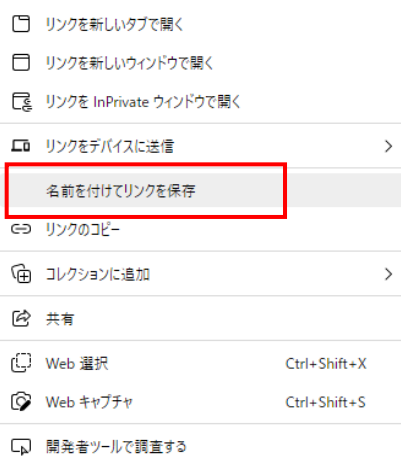 リンクを新しいタブで開く
リンクを新しいウィンドウで開く
リンクを InPrivate ウィンドウで開く
リンクをデバイスに送信
名前を付けてリンクを保存
リンクのコピー
コレクションに追加
共有
Web 選択 Ctrl+Shift+X
Web キャプチャ Ctrl+Shift+S
開発者ツールで調査する